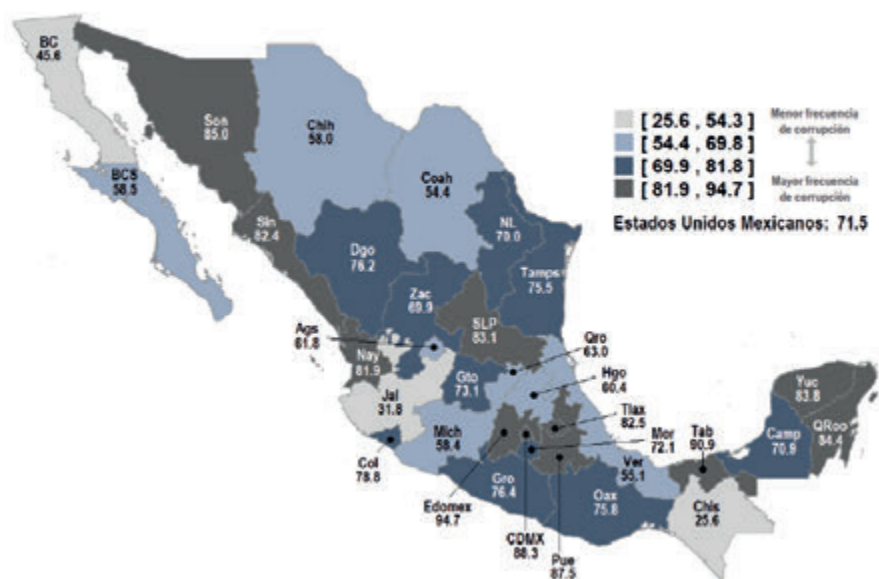 BC
45.6
Son
85.0
Chih
58.0
BCS
58.5
Coah
54.4
Sin
82.4
NL
70.0
Dgo
76.2
Tamps
75.5
Zac
69.9
SLP
83.1
Ags
61.8
Nay
81.9
Qro
63.0
Hgo
60.4
Gto
73.1
Jal
31.8
Tlax
82.5
Mich
58.4
Mor
72.1
Tab
90.9
Yuc
83.8
QRoo
84.4
Camp
70.9
Col
78.8
Ver
55.1
Gro
76.4
Oax
75.8
Chis
25.6
Edomex
94.7
CDMX
88.3
Pue
87.5
[ 25.6 , 54.3 ]
[ 54.4 , 69.8 ]
[ 69.9 , 81.8 ]
[ 81.9 , 94.7 ]
Menor frecuencia
de corrupción
Mayor frecuencia
de corrupción
Estados Unidos Mexicanos: 71.5